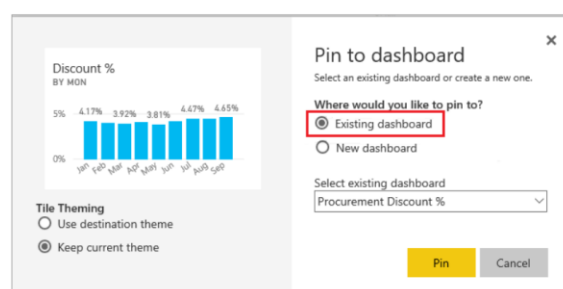 Discount %
BY MON
5%
4.17%
3.92%
3.81%
4.47%
4.65%
0%
Jan Feb Mar Apr May Jun Jul Aug Sep
Tile Theming
Use destination theme
Keep current theme
Pin to dashboard
Select an existing dashboard or create a new one.
Where would you like to pin to?
Existing dashboard
New dashboard
Select existing dashboard
Procurement Discount %
Pin Cancel